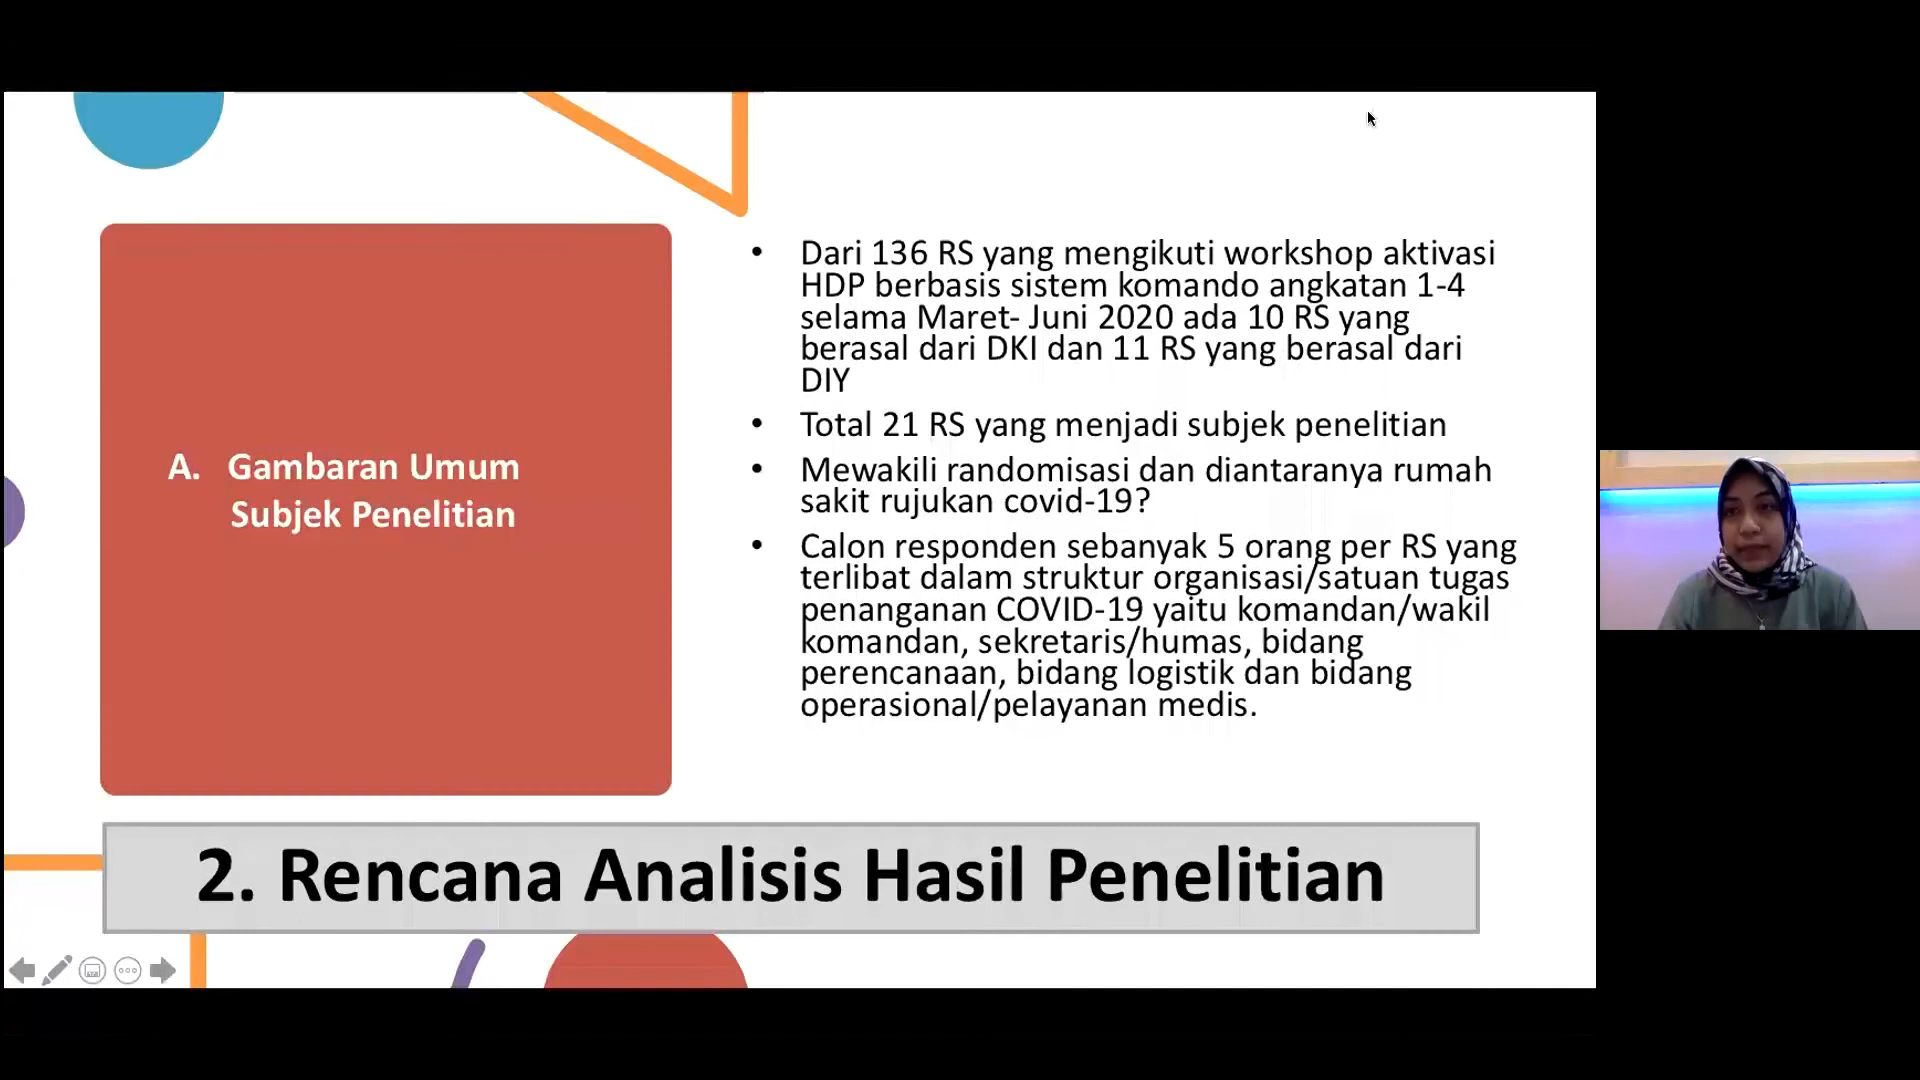 A. Gambaran Umum
Subjek Penelitian
• Dari 136 RS yang mengikuti workshop aktivasi
HDP berbasis sistem komando angkatan 1-4
selama Maret- Juni 2020 ada 10 RS yang
berasal dari DKI dan 11 RS yang berasal dari
DIY
• Total 21 RS yang menjadi subjek penelitian
• Mewakili randomisasi dan diantaranya rumah
sakit rujukan covid-19?
• Calon responden sebanyak 5 orang per RS yang
terlibat dalam struktur organisasi/satuan tugas
penanganan COVID-19 yaitu komandan/wakil
komandan, sekretaris/humas, bidang
perencanaan, bidang logistik dan bidang
operasional/pelayanan medis.
2. Rencana Analisis Hasil Penelitian